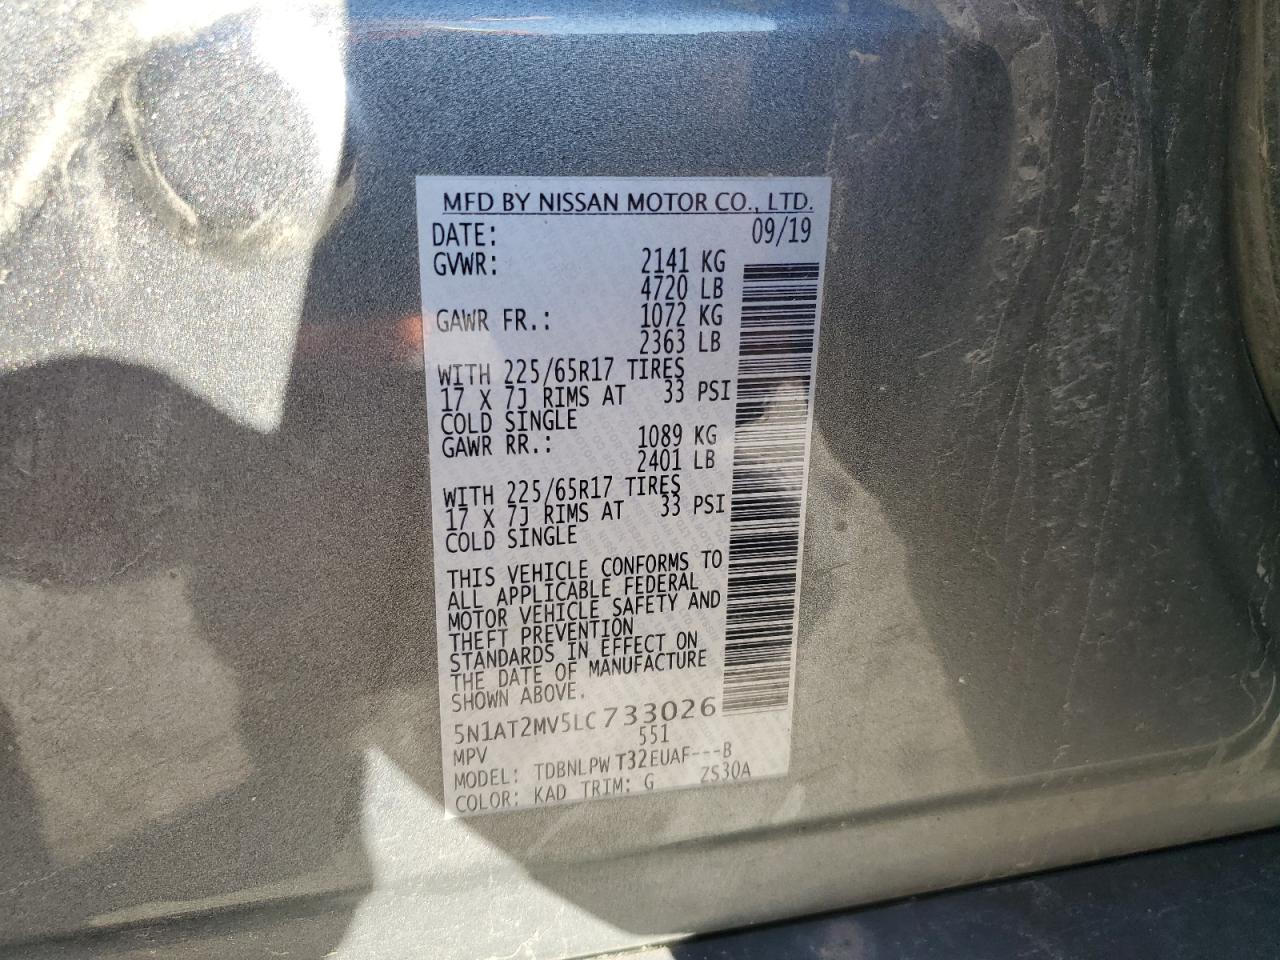 MFD BY NISSAN MOTOR CO., LTD.
DATE: 09/19
GVWR: 2141 KG
4720 LB
GAWR FR.: 1072 KG
2363 LB
WITH 225/65R17 TIRES
17 X 7J RIMS AT 33 PSI
COLD SINGLE
GAWR RR.: 1089 KG
2401 LB
WITH 225/65R17 TIRES
17 X 7J RIMS AT 33 PSI
COLD SINGLE
THIS VEHICLE CONFORMS TO
ALL APPLICABLE FEDERAL
MOTOR VEHICLE SAFETY AND
THEFT PREVENTION
STANDARDS IN EFFECT ON
THE DATE OF MANUFACTURE
SHOWN ABOVE.
5N1AT2MV5LC733026
MPV 551
MODEL: TDBNLPW T32EUAF---B
COLOR: KAD TRIM: G ZS30A